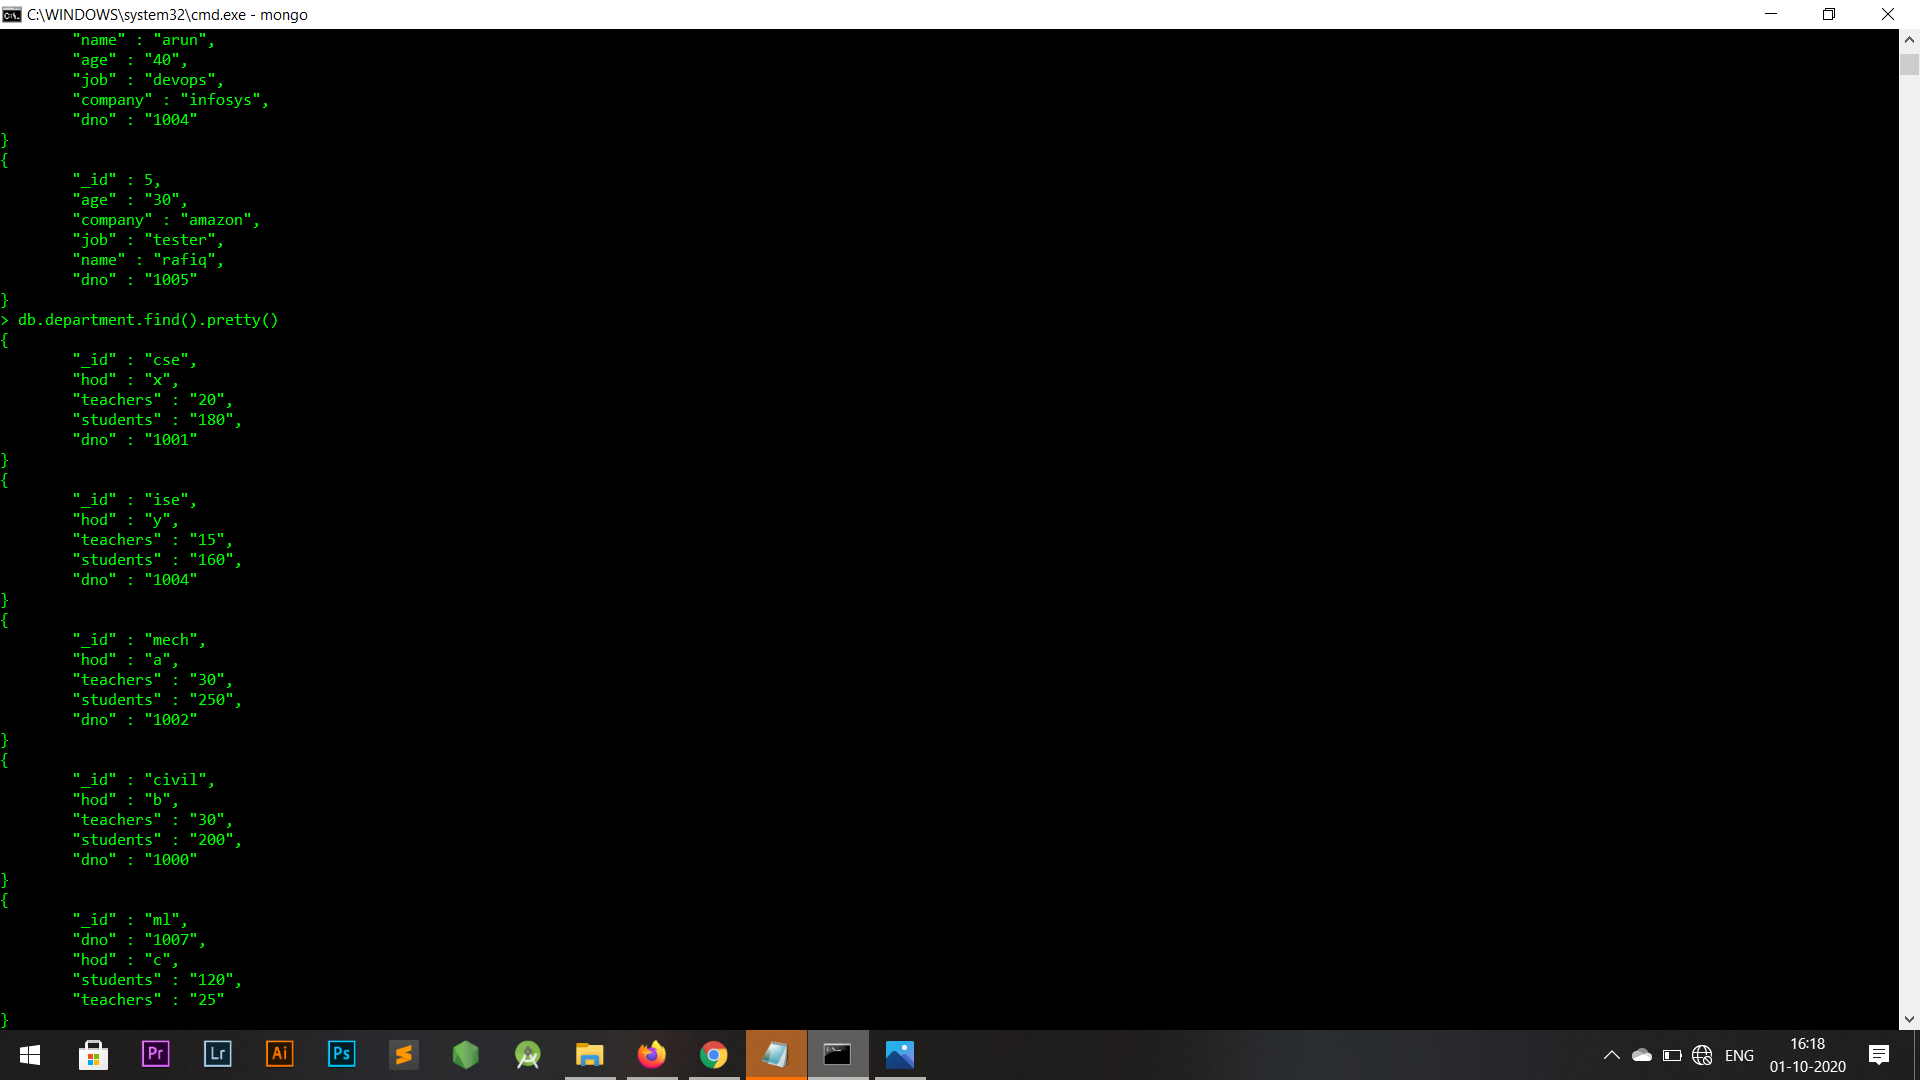 C:\WINDOWS\system32\cmd.exe - mongo
"name" : "arun",
"age" : "40",
"job" : "devops",
"company" : "infosys",
"dno" : "1004"
}
{
"_id" : 5,
"age" : "30",
"company" : "amazon",
"job" : "tester",
"name" : "rafiq",
"dno" : "1005"
}
> db.department.find().pretty()
{
"_id" : "cse",
"hod" : "x",
"teachers" : "20",
"students" : "180",
"dno" : "1001"
}
{
"_id" : "ise",
"hod" : "y",
"teachers" : "15",
"students" : "160",
"dno" : "1004"
}
{
"_id" : "mech",
"hod" : "a",
"teachers" : "30",
"students" : "250",
"dno" : "1002"
}
{
"_id" : "civil",
"hod" : "b",
"teachers" : "30",
"students" : "200",
"dno" : "1000"
}
{
"_id" : "ml",
"dno" : "1007",
"hod" : "c",
"students" : "120",
"teachers" : "25"
}
Pr Lr Ai Ps ENG
16:18
01-10-2020